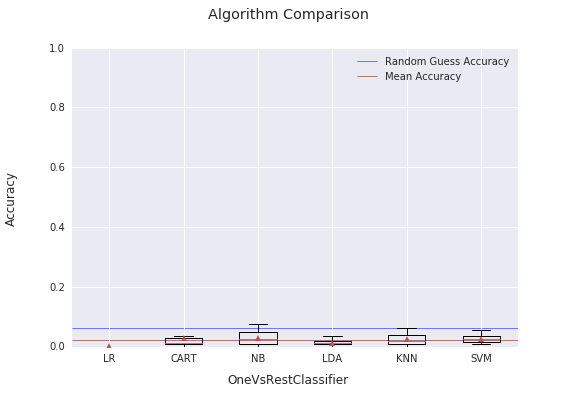 Algorithm Comparison
1.0
Random Guess Accuracy
Mean Accuracy
0.8
0.6
Accuracy
0.4
0.2
0.0
LR CART NB LDA KNN SVM
OneVsRestClassifier